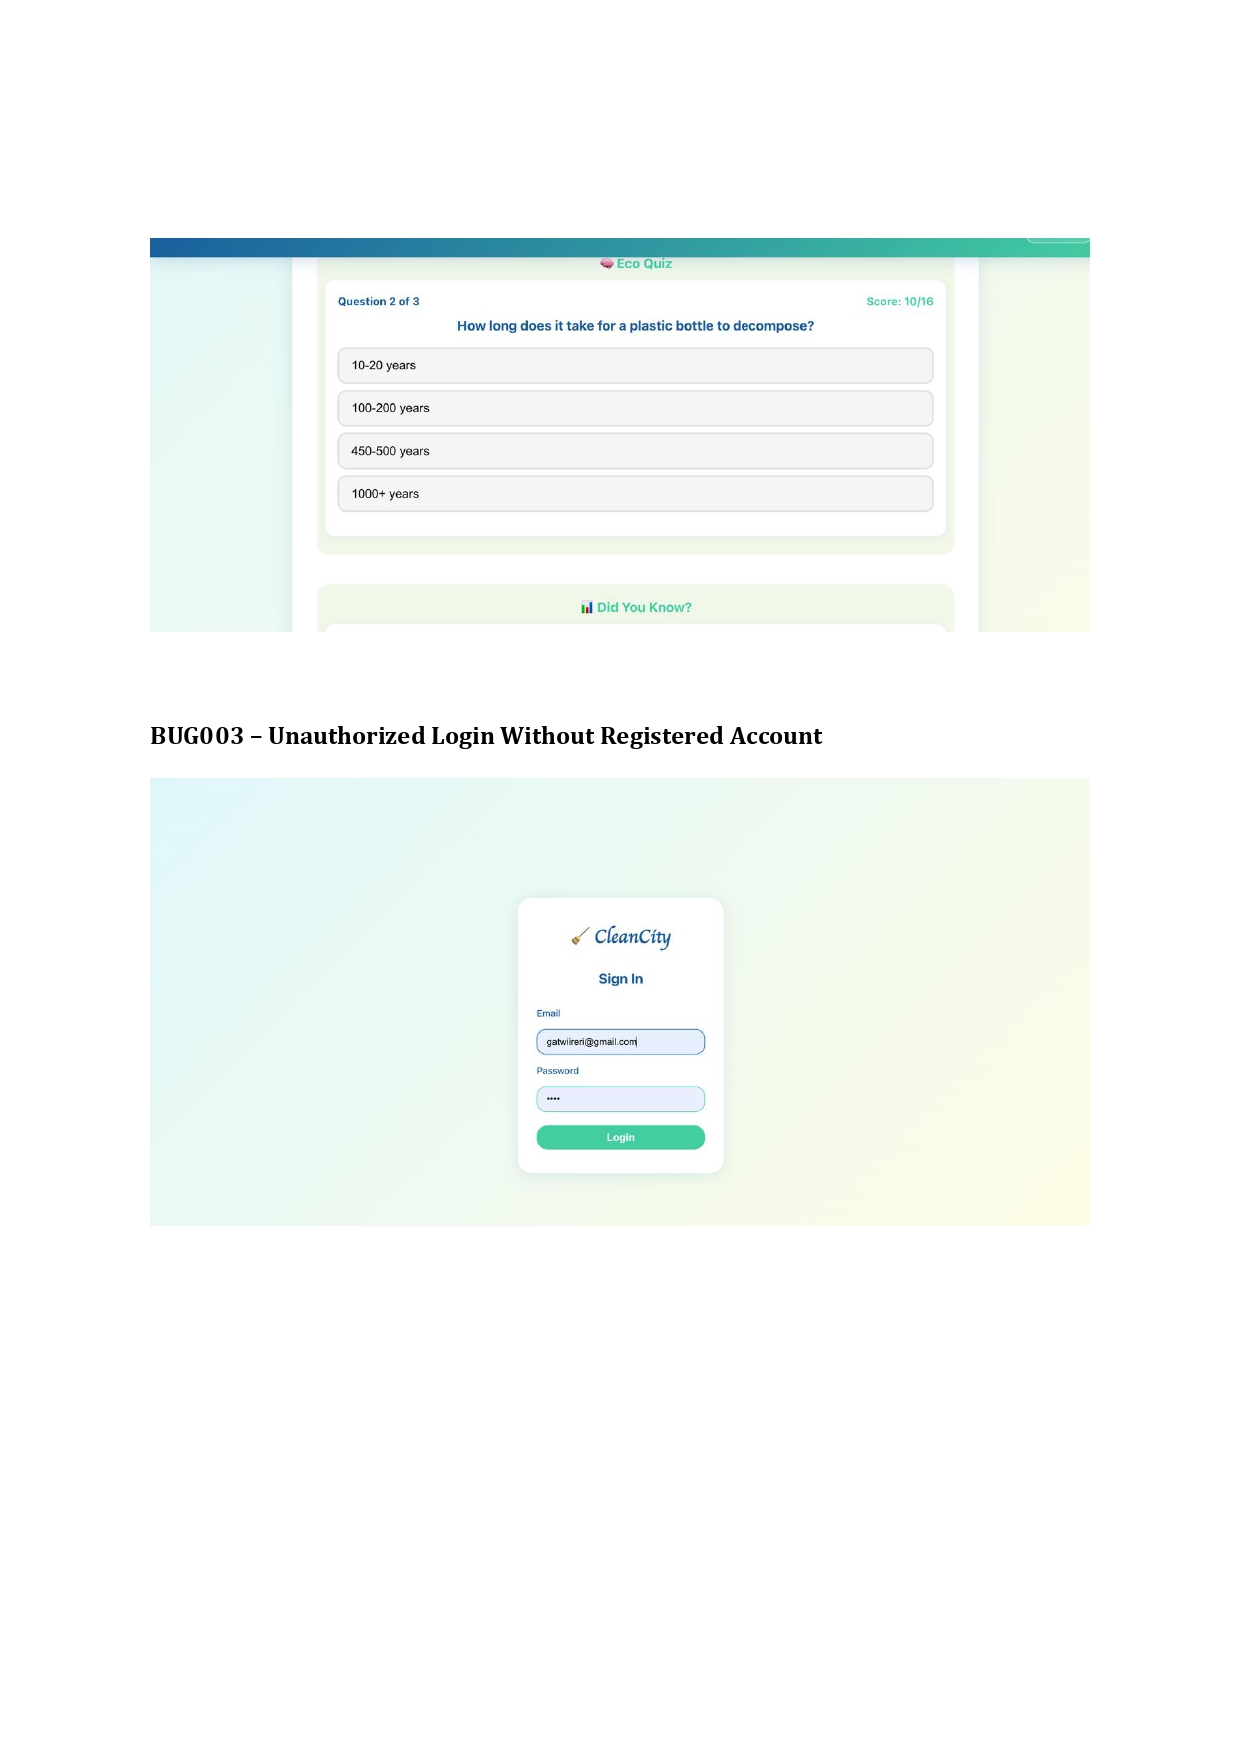 Eco Quiz
Question 2 of 3 Score: 10/16
How long does it take for a plastic bottle to decompose?
10-20 years
100-200 years
450-500 years
1000+ years
Did You Know?
BUG003 – Unauthorized Login Without Registered Account
CleanCity
Sign In
Email
gatwiireri@gmail.com
Password
••••
Login